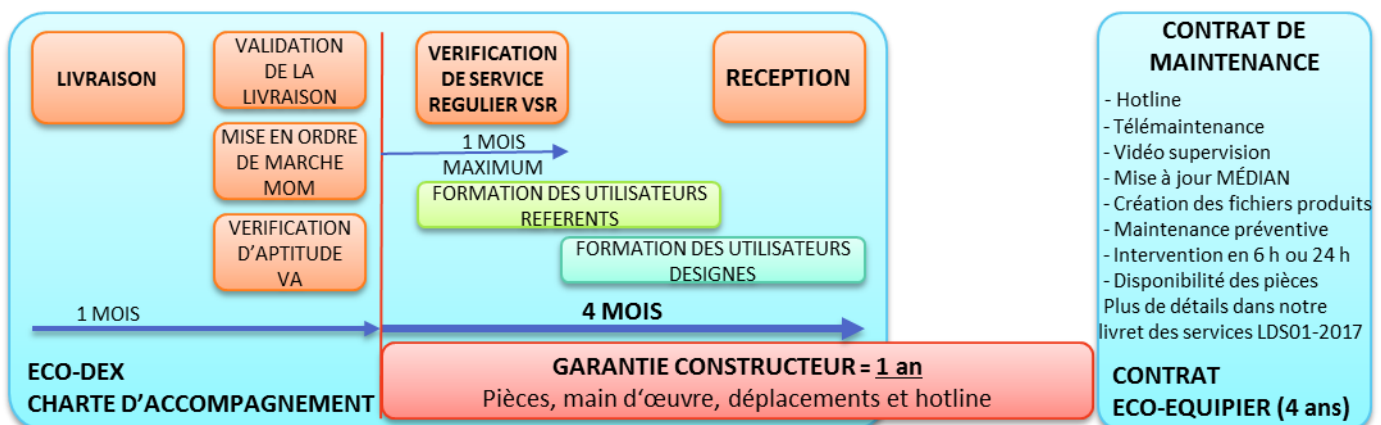 LIVRAISON
VALIDATION
DE LA
LIVRAISON
MISE EN ORDRE
DE MARCHE
MOM
VERIFICATION
D'APTITUDE
VA
1 MOIS
VERIFICATION
DE SERVICE
REGULIER VSR
RECEPTION
1 MOIS
MAXIMUM
FORMATION DES UTILISATEURS
REFERENTS
FORMATION DES UTILISATEURS
DESIGNES
4 MOIS
ECO-DEX
CHARTE D'ACCOMPAGNEMENT
GARANTIE CONSTRUCTEUR = 1 an
Pièces, main d'œuvre, déplacements et hotline
CONTRAT DE
MAINTENANCE
- Hotline
- Télémaintenance
- Vidéo supervision
- Mise à jour MÉDIAN
- Création des fichiers produits
- Maintenance préventive
- Intervention en 6 h ou 24 h
- Disponibilité des pièces
Plus de détails dans notre
livret des services LDS01-2017
CONTRAT
ECO-EQUIPIER (4 ans)